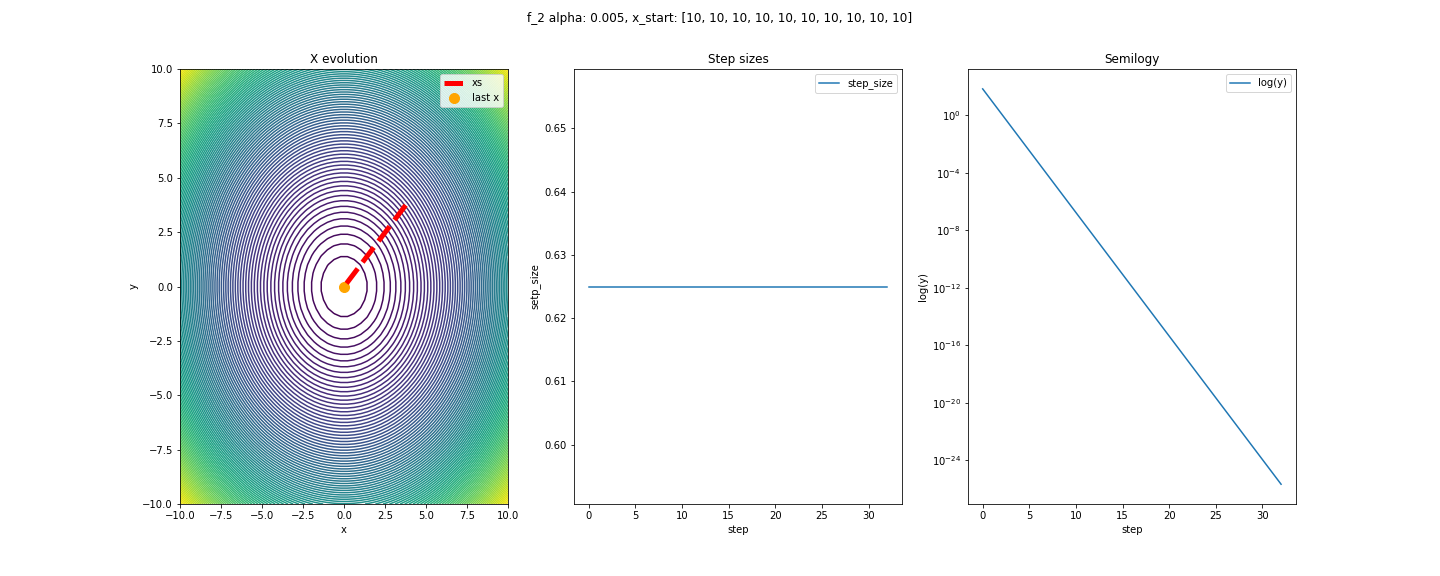 f_2 alpha: 0.005, x_start: [10, 10, 10, 10, 10, 10, 10, 10, 10, 10]
X evolution
10.0
7.5
5.0
2.5
0.0
−2.5
−5.0
−7.5
−10.0
y
xs
last x
−10.0 −7.5 −5.0 −2.5 0.0 2.5 5.0 7.5 10.0
x
Step sizes
0.65
0.64
0.63
0.62
0.61
0.60
setp_size
step_size
0 5 10 15 20 25 30
step
Semilogy
10⁰
10⁻⁴
10⁻⁸
10⁻¹²
10⁻¹⁶
10⁻²⁰
10⁻²⁴
log(y)
log(y)
0 5 10 15 20 25 30
step